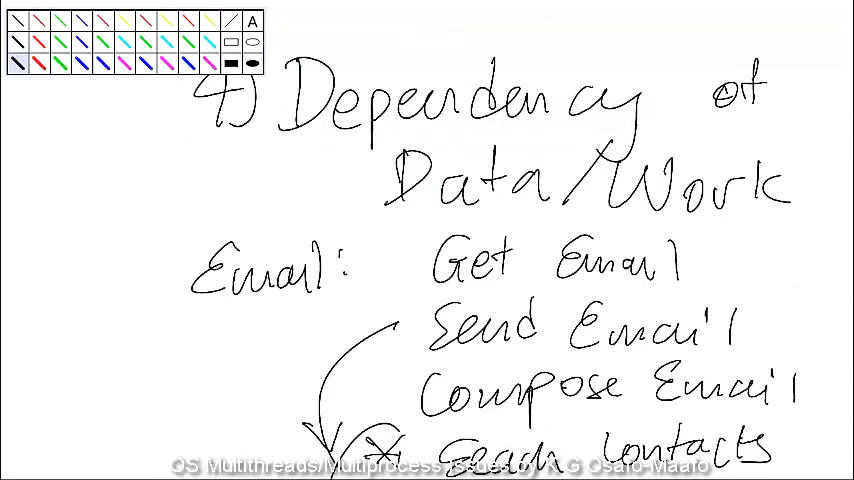 A
4) Dependency of
Data/Work
Email: Get Email
Send Email
Compose Email
* Seach Contacts
OS Multithreads/Multiprocess Issues by K.G Osafo-Maafo